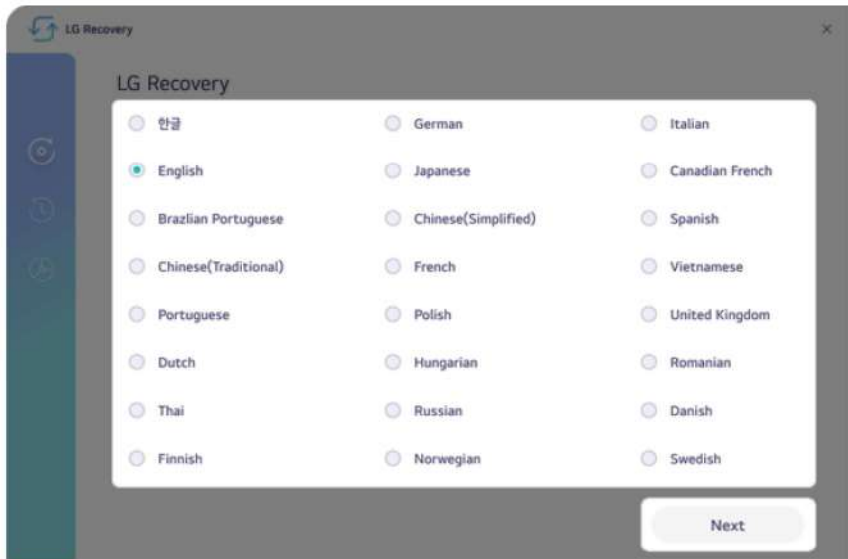 LG Recovery
LG Recovery
한글 German Italian
English Japanese Canadian French
Brazlian Portuguese Chinese(Simplified) Spanish
Chinese(Traditional) French Vietnamese
Portuguese Polish United Kingdom
Dutch Hungarian Romanian
Thai Russian Danish
Finnish Norwegian Swedish
Next